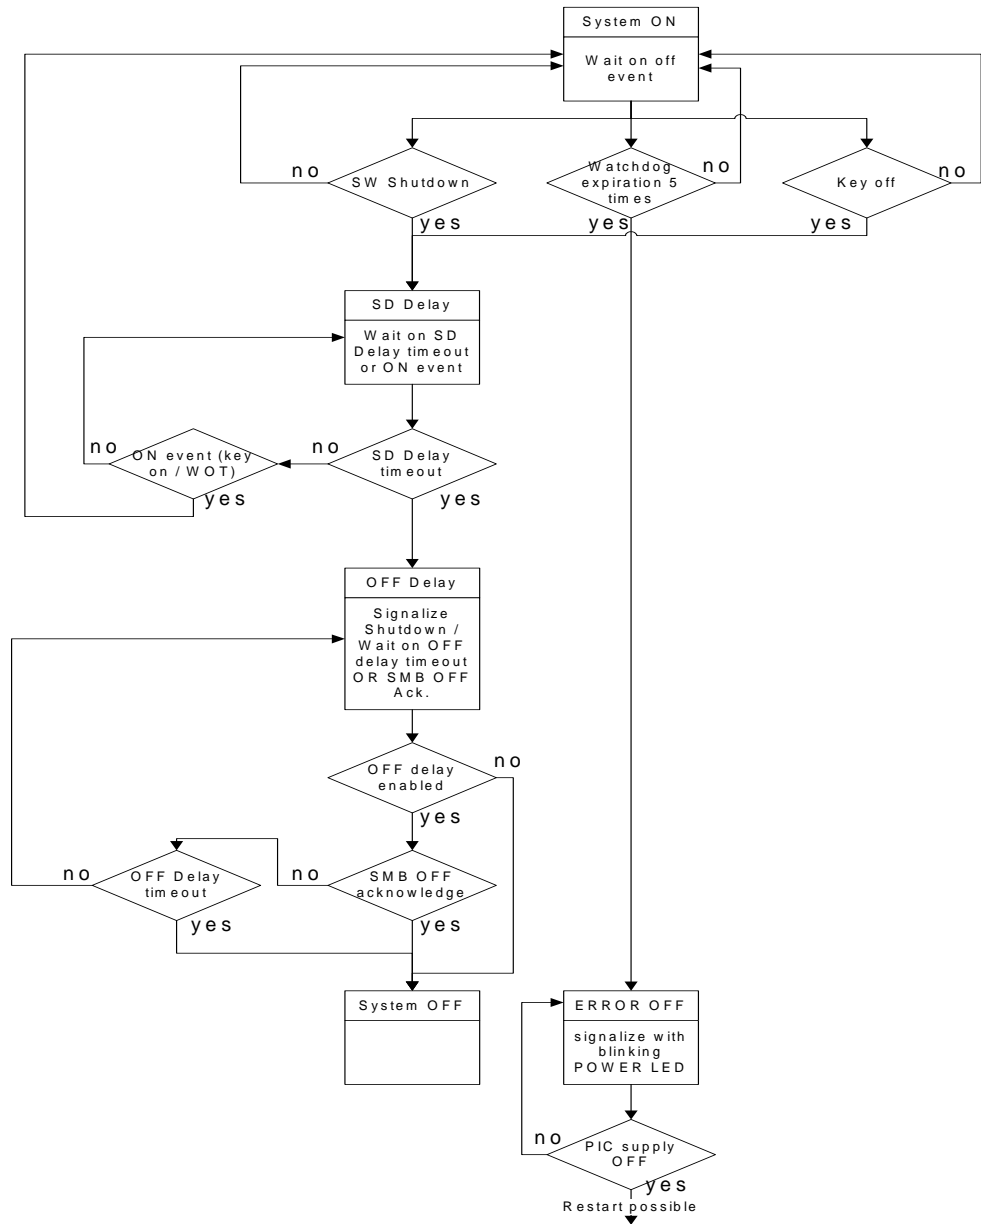 System ON
Wait on off
event
no
SW Shutdown
yes
Watchdog
expiration 5
times
no
yes
Key off
no
yes
SD Delay
Wait on SD
Delay timeout
or ON event
no
ON event (key
on / WOT)
yes
no
SD Delay
timeout
yes
OFF Delay
Signalize
Shutdown /
Wait on OFF
delay timeout
OR SMB OFF
Ack.
OFF delay
enabled
no
yes
no
OFF Delay
timeout
yes
no
SMB OFF
acknowledge
yes
System OFF
ERROR OFF
signalize with
blinking
POWER LED
no
PIC supply
OFF
yes
Restart possible